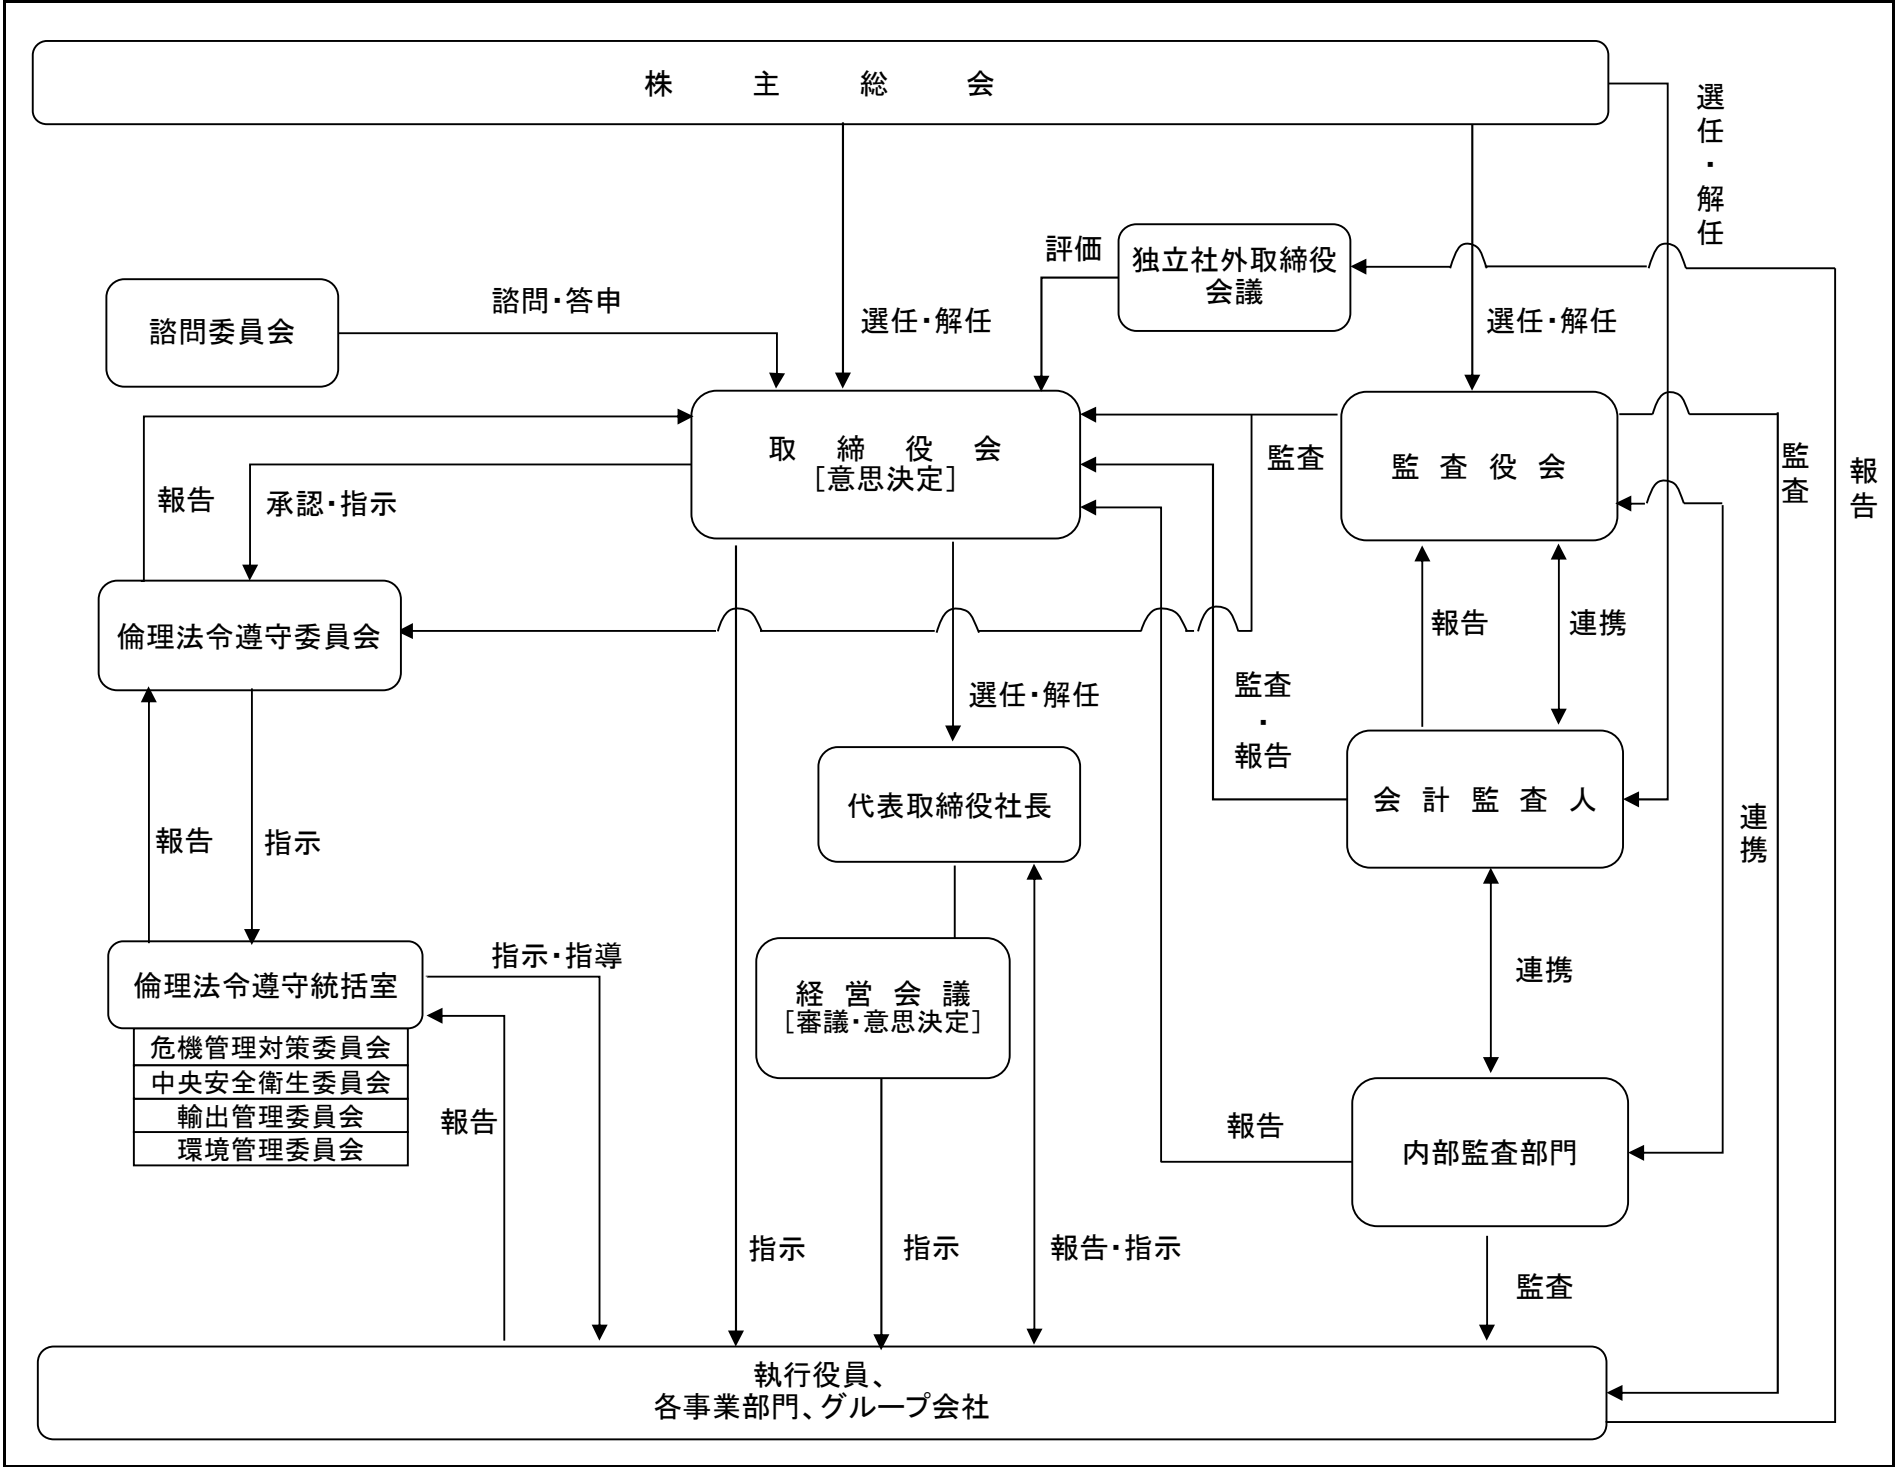 株主総会
選任・解任
独立社外取締役
会議
評価
諮問委員会
諮問・答申
選任・解任
選任・解任
取締役会
[意思決定]
監査
監査役会
監査
報告
報告
承認・指示
倫理法令遵守委員会
報告
連携
選任・解任
監査
・
報告
代表取締役社長
会計監査人
連携
報告
指示
倫理法令遵守統括室
指示・指導
経営会議
[審議・意思決定]
連携
危機管理対策委員会
中央安全衛生委員会
輸出管理委員会
環境管理委員会
報告
報告
内部監査部門
指示
指示
報告・指示
監査
執行役員、
各事業部門、グループ会社